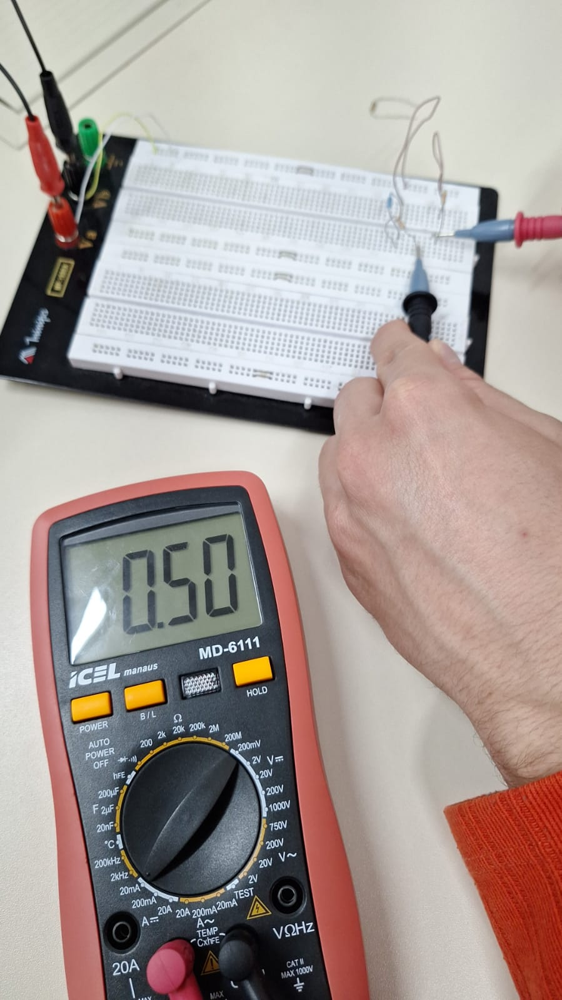 Minipa
0.50
MD-6111
iCEL manaus
POWER
B / L
HOLD
AUTO
POWER
OFF
Ω
200
2k
20k
200k
2M
200M
hFE
200µF
F 2µF
20nF
°C
200kHz
2kHz
20mA
200mA
20A
A
200mV
2V
V
20V
200V
1000V
750V
200V
V~
20V
2V
TEST
20mA
200mA
20A
A~
TEMP
CxhFE
VΩHz
20A
CAT II
MAX 1000V
MAX
MAX